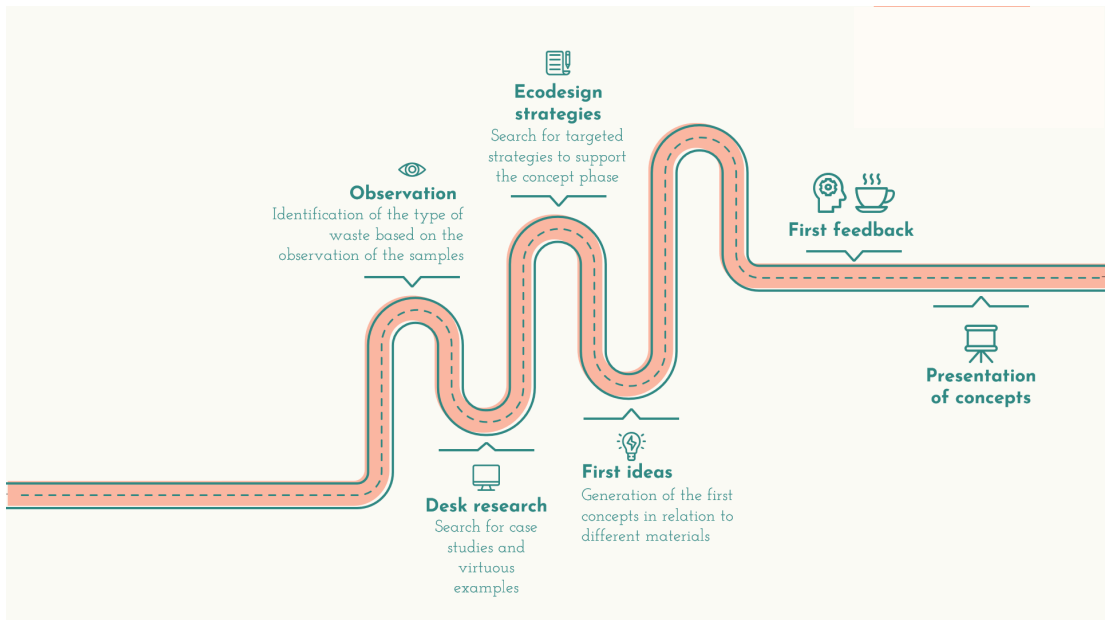 Observation
Identification of the type of
waste based on the
observation of the samples
Desk research
Search for case
studies and
virtuous
examples
Ecodesign
strategies
Search for targeted
strategies to support
the concept phase
First ideas
Generation of the first
concepts in relation to
different materials
First feedback
Presentation
of concepts